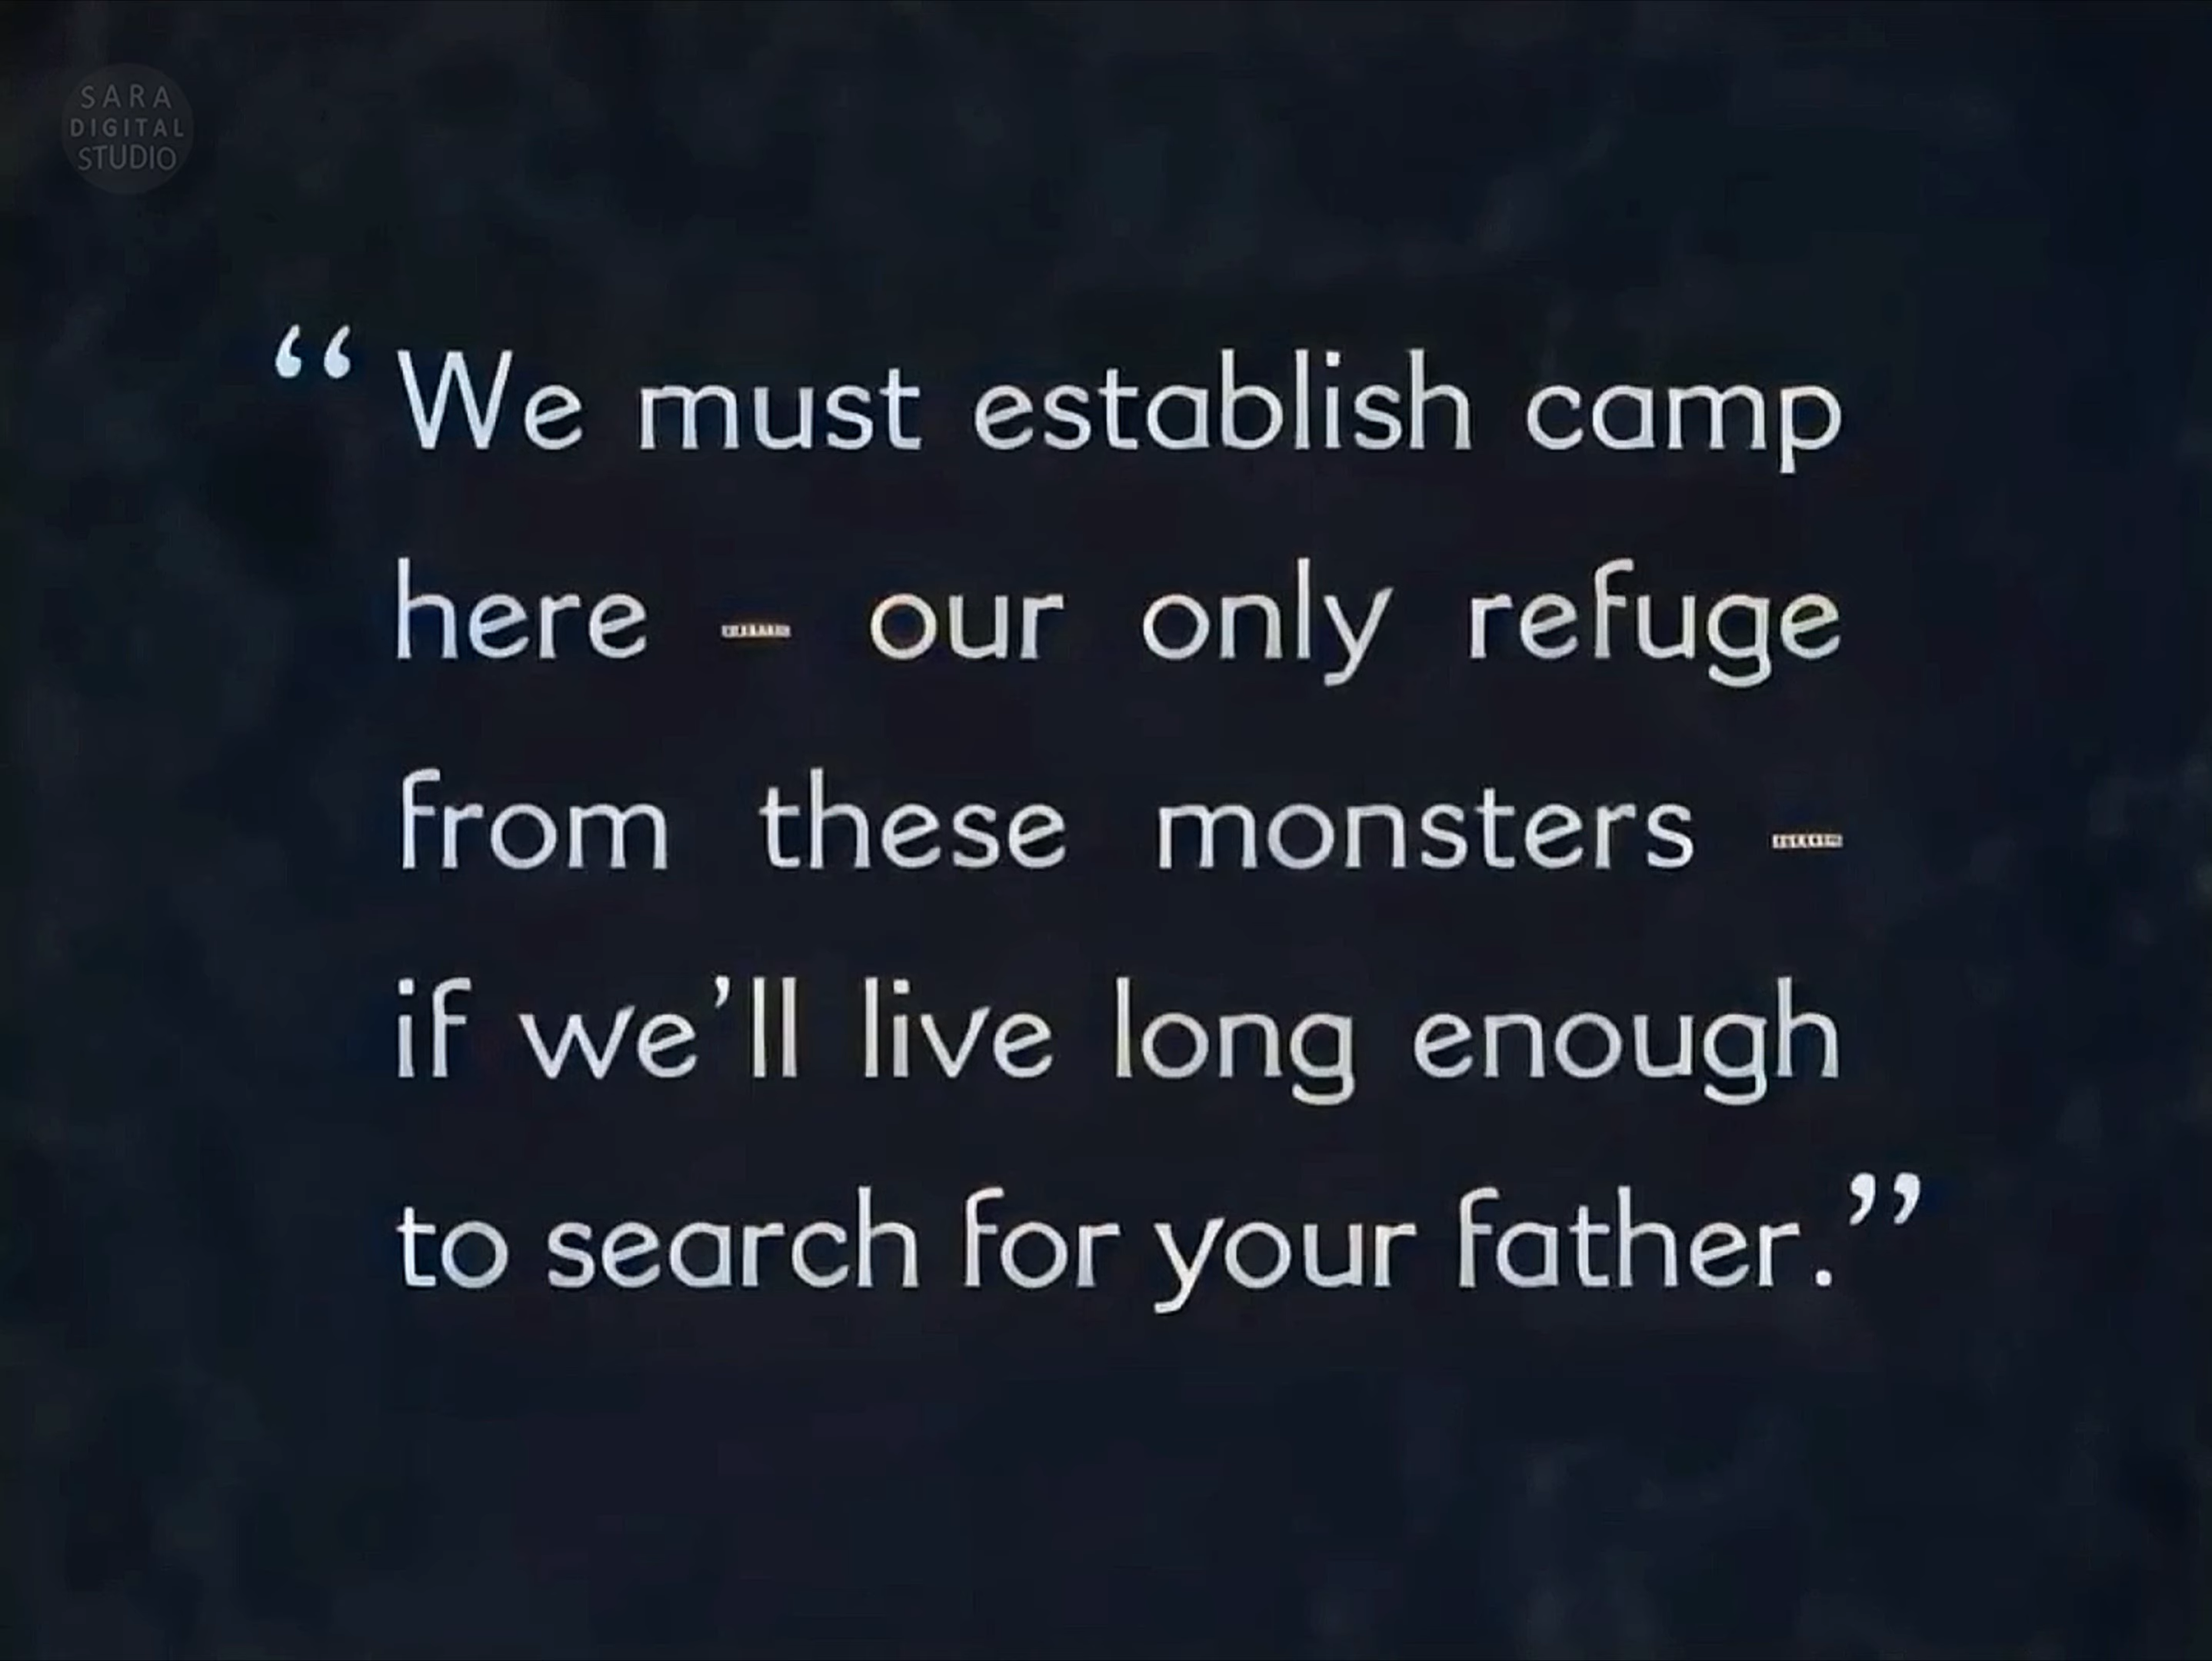 SARA
DIGITAL
STUDIO
“We must establish camp
here – our only refuge
from these monsters –
if we’ll live long enough
to search for your father.”